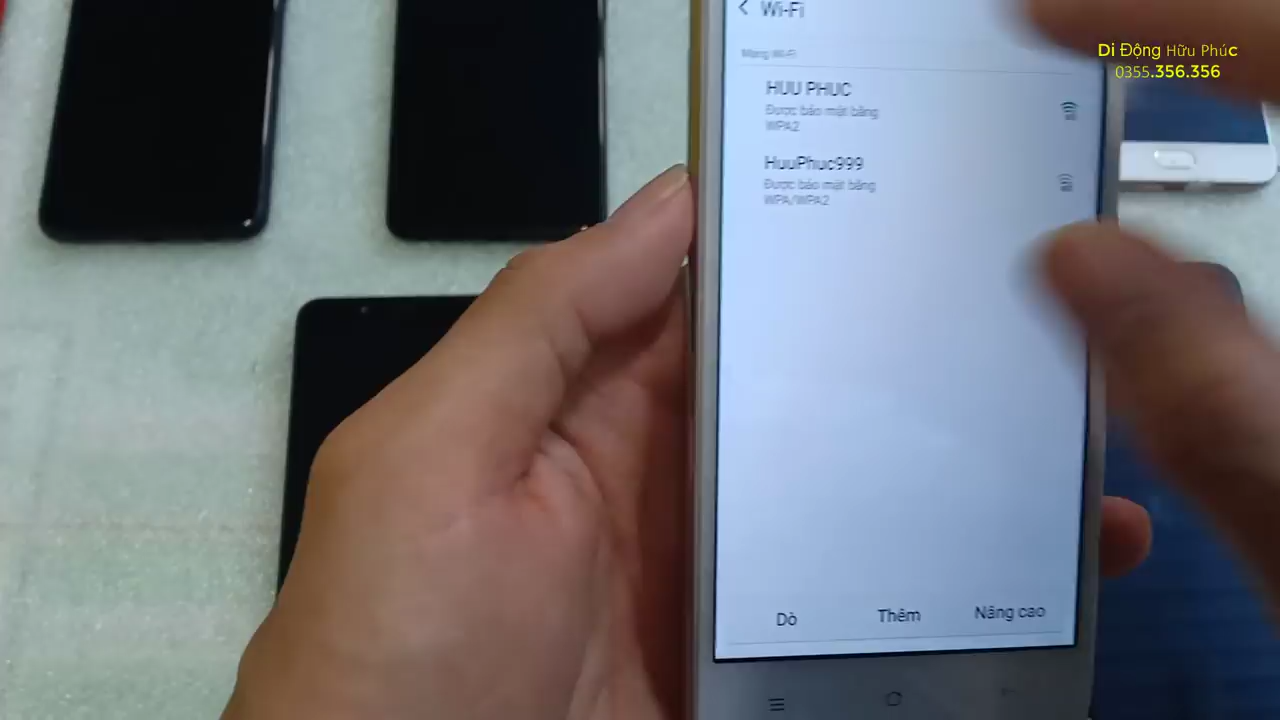 Wi-Fi
Mạng Wi-Fi
HUU PHUC
Được bảo mật bằng
WPA2
HuuPhuc999
Được bảo mật bằng
WPA/WPA2
Dò
Thêm
Nâng cao
Di Động Hữu Phúc
0355.356.356